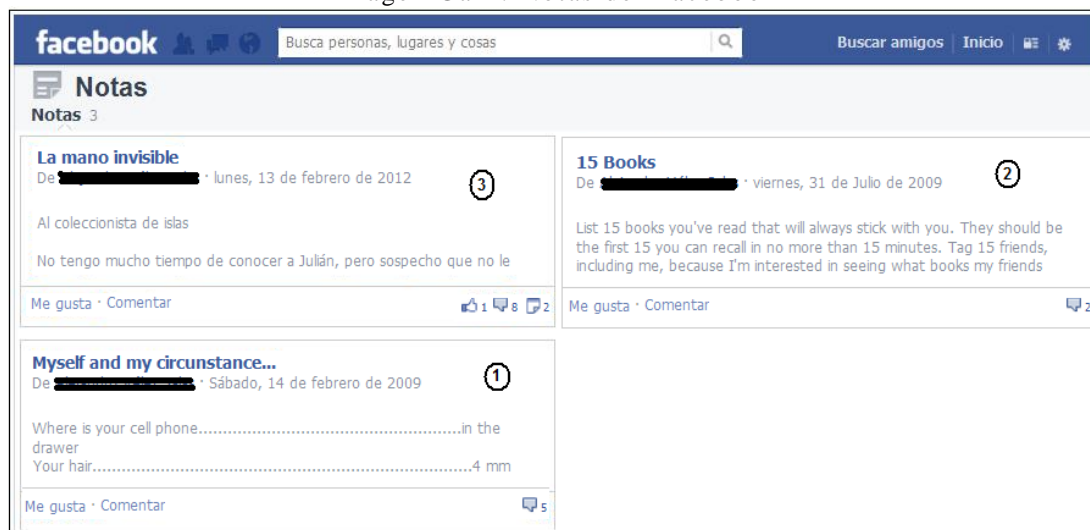 facebook
Busca personas, lugares y cosas
Buscar amigos Inicio
Notas
Notas 3
La mano invisible
De · lunes, 13 de febrero de 2012
3
Al coleccionista de islas
No tengo mucho tiempo de conocer a Julián, pero sospecho que no le
Me gusta · Comentar
1 8 2
15 Books
De · viernes, 31 de Julio de 2009
2
List 15 books you've read that will always stick with you. They should be
the first 15 you can recall in no more than 15 minutes. Tag 15 friends,
including me, because I'm interested in seeing what books my friends
Me gusta · Comentar
2
Myself and my circumstance...
De · Sábado, 14 de febrero de 2009
1
Where is your cell phone............................................in the
drawer
Your hair................................................................4 mm
Me gusta · Comentar
5